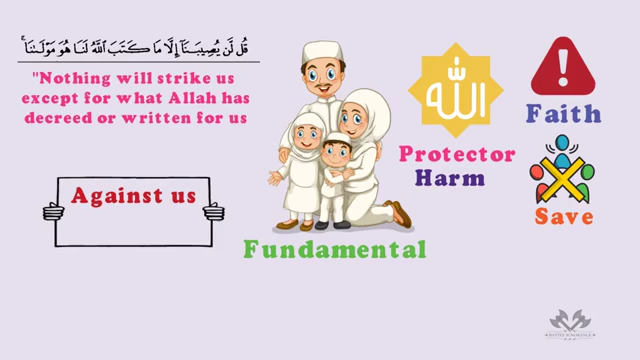 قُل لَّن يُصِيبَنَآ إِلَّا مَا كَتَبَ ٱللَّهُ لَنَا هُوَ مَوْلَىٰنَا ۚ
"Nothing will strike us
except for what Allah has
decreed or written for us
Against us
Fundamental
الله
Protector
Harm
!
Faith
Save